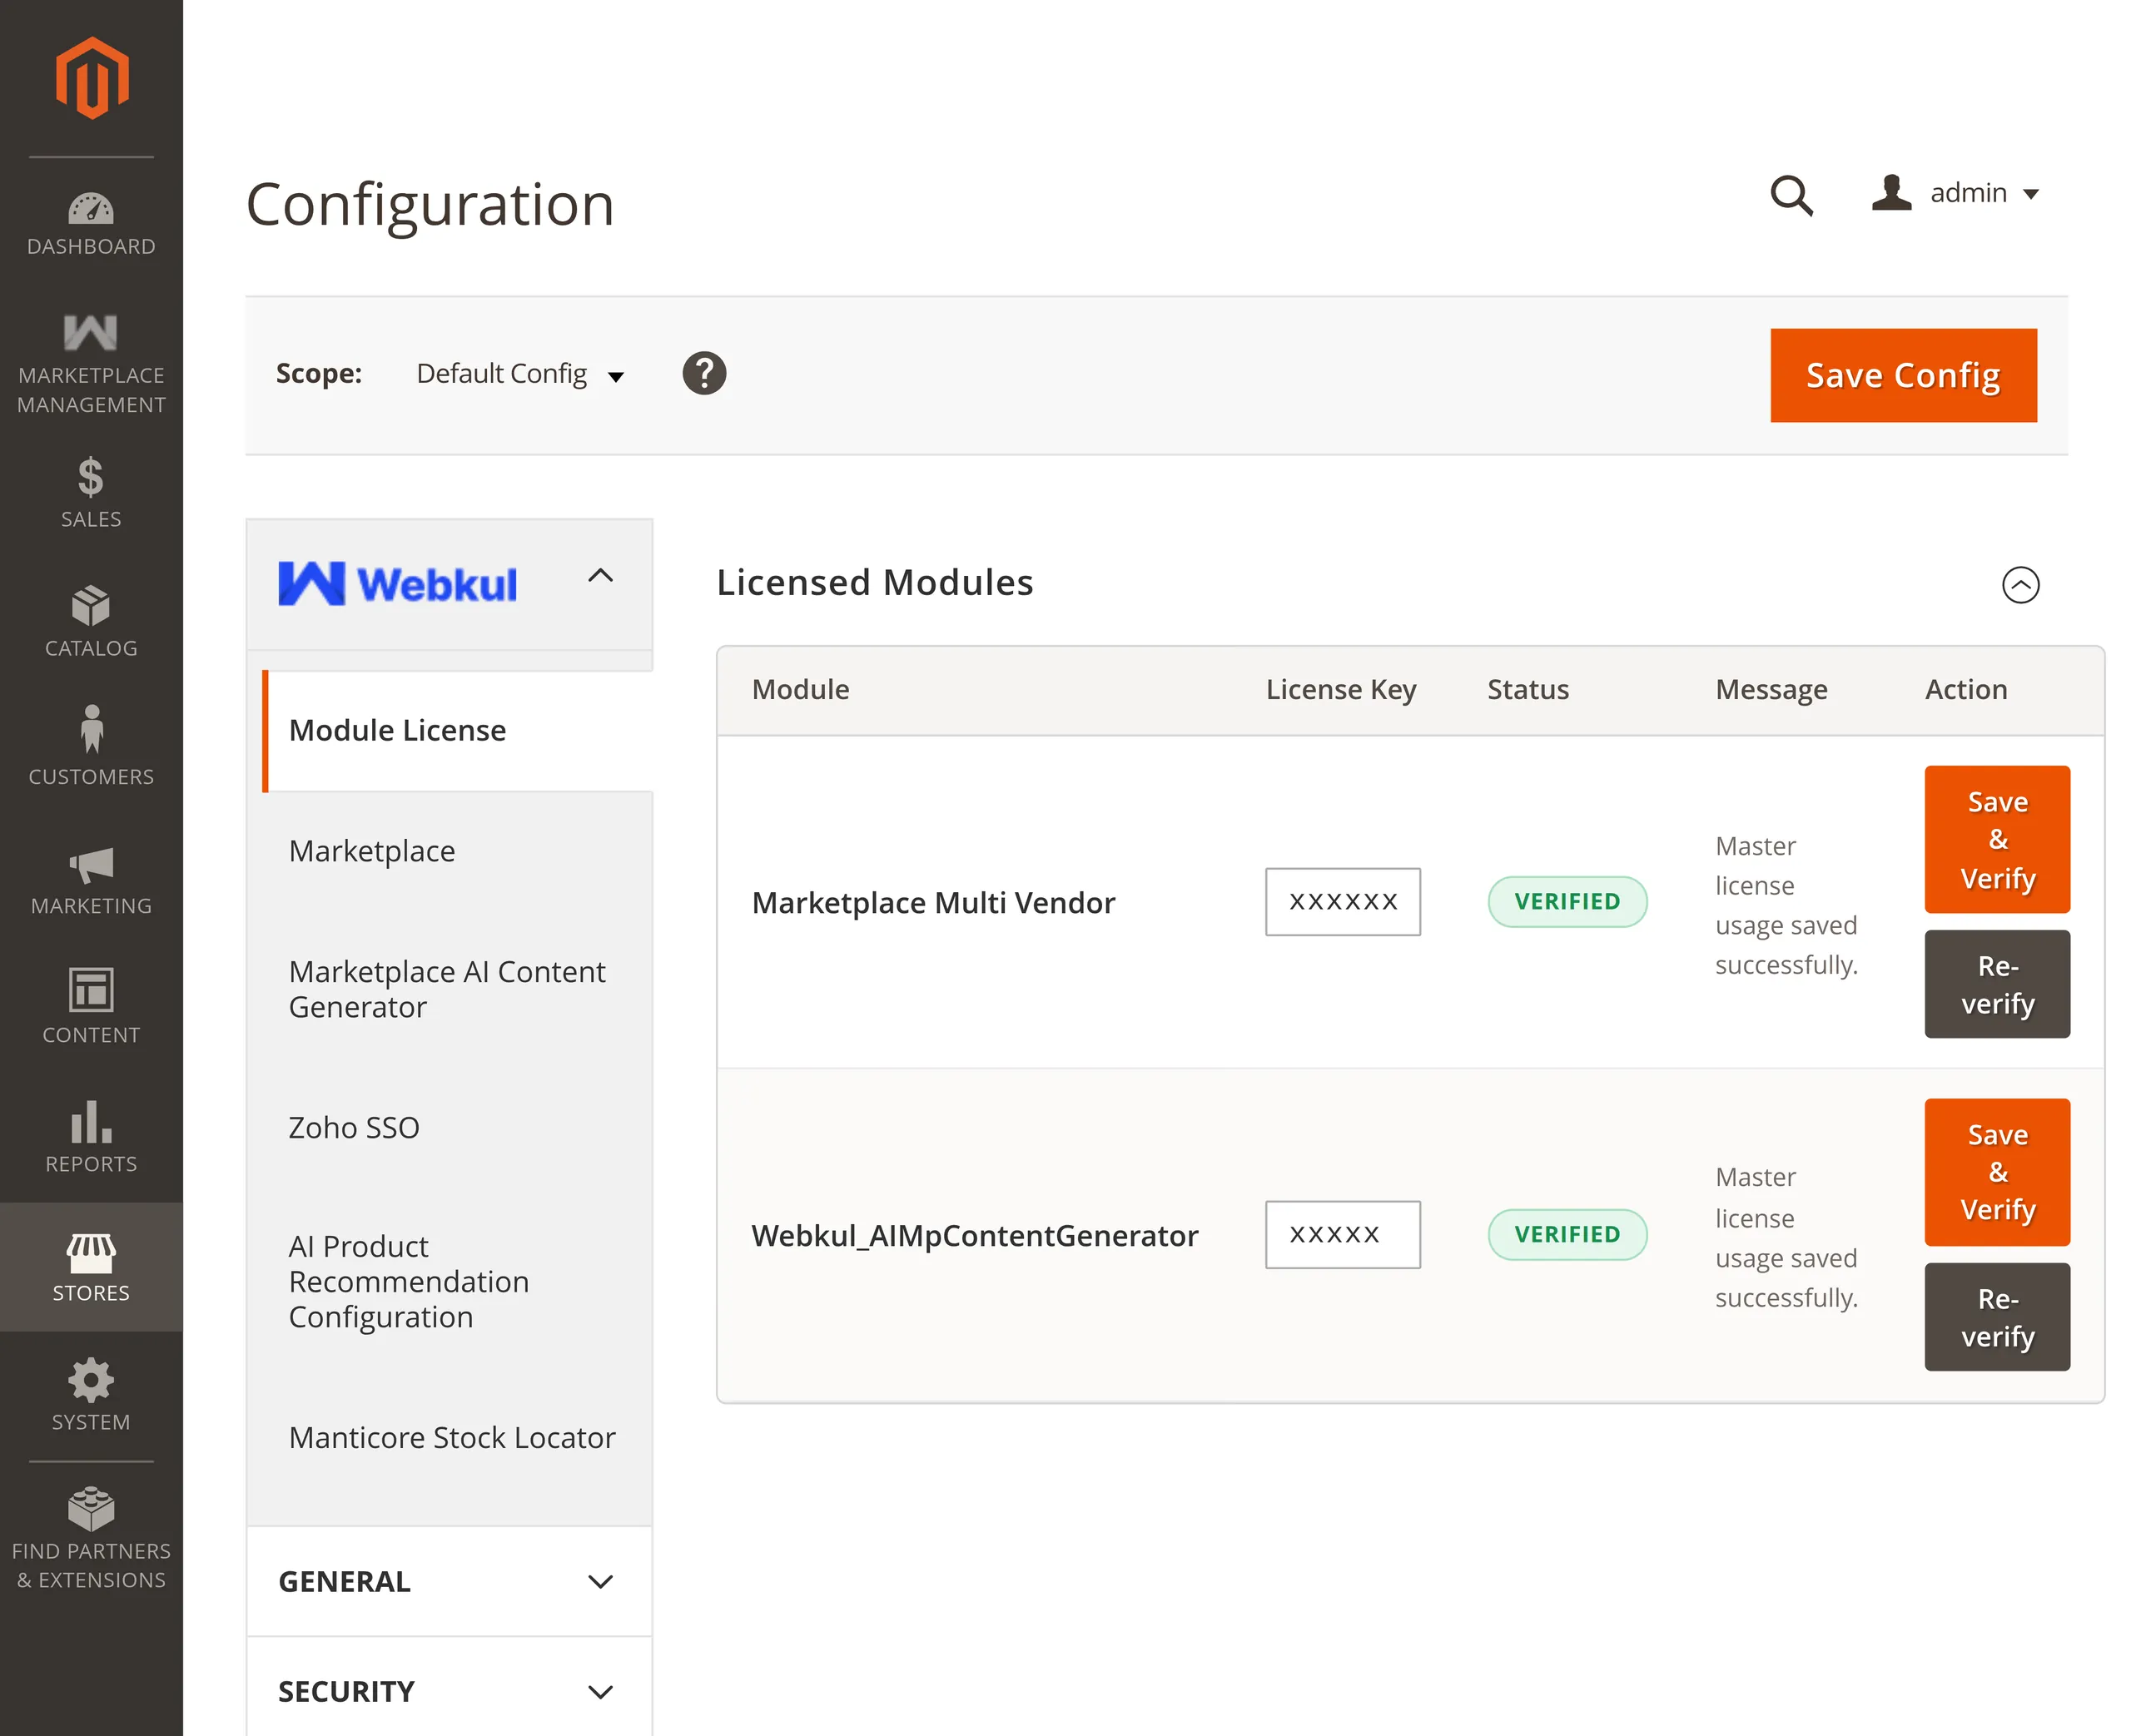 DASHBOARD
MARKETPLACE
MANAGEMENT
SALES
CATALOG
CUSTOMERS
MARKETING
CONTENT
REPORTS
STORES
SYSTEM
FIND PARTNERS
& EXTENSIONS
Configuration
admin
Scope:
Default Config
?
Save Config
Webkul
Module License
Marketplace
Marketplace AI Content
Generator
Zoho SSO
AI Product
Recommendation
Configuration
Manticore Stock Locator
GENERAL
SECURITY
Licensed Modules
Module
License Key
Status
Message
Action
Marketplace Multi Vendor
xxxxxx
VERIFIED
Master
license
usage saved
successfully.
Save
&
Verify
Re-
verify
Webkul_AIMpContentGenerator
xxxxx
VERIFIED
Master
license
usage saved
successfully.
Save
&
Verify
Re-
verify